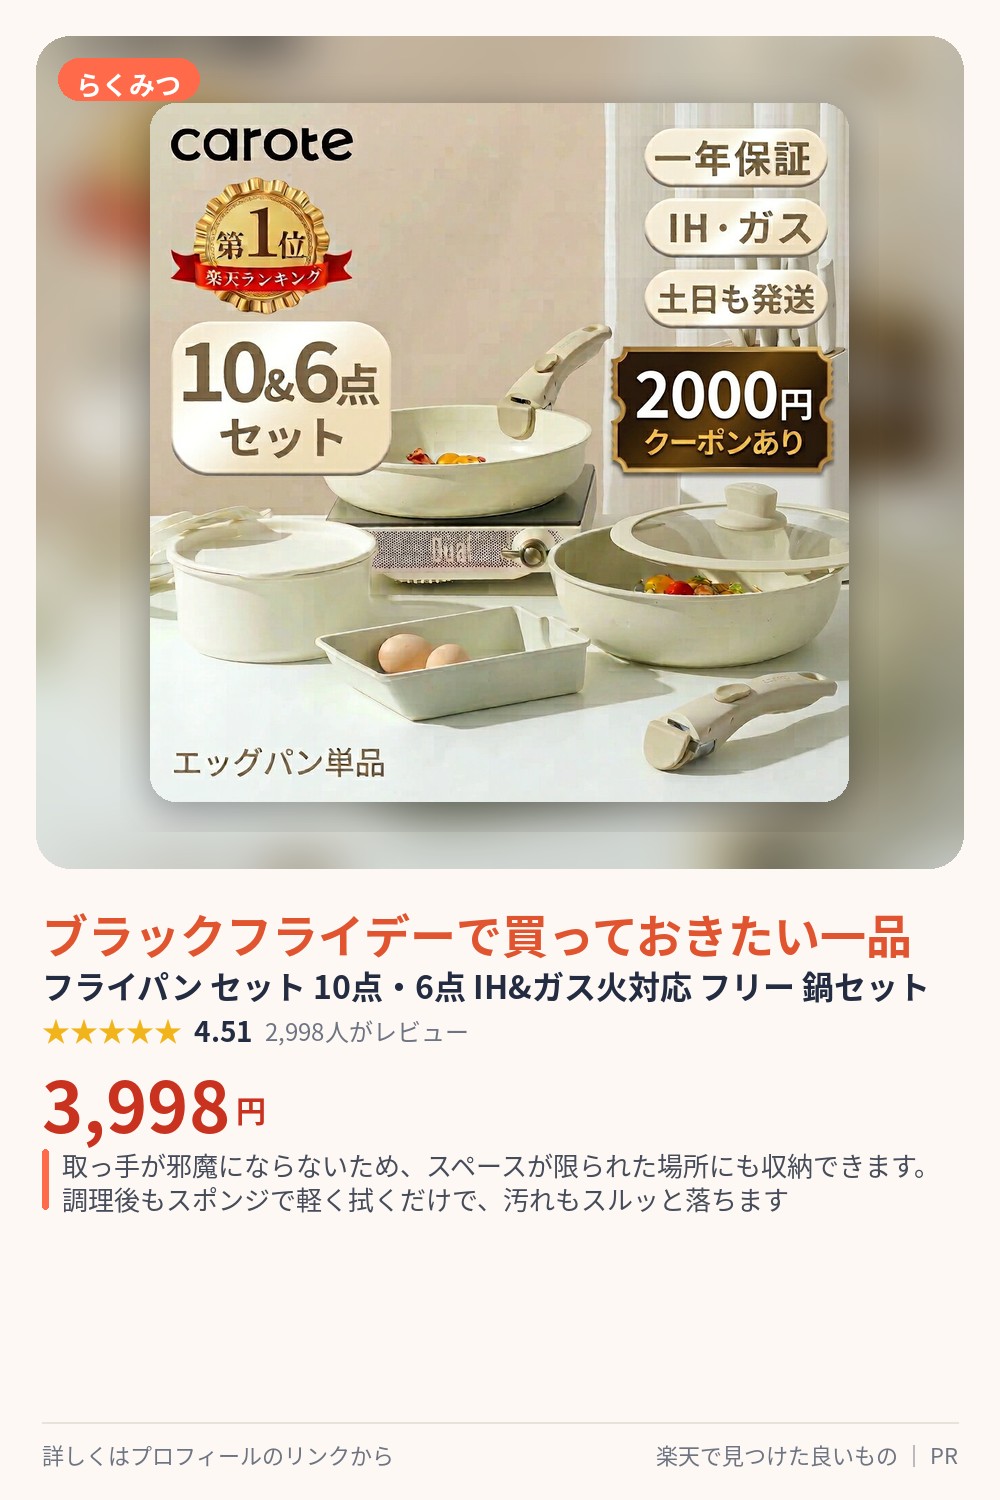 らくみつ
carote
第1位
楽天ランキング
10&6点
セット
一年保証
IH・ガス
土日も発送
2000円
クーポンあり
Dual
エッグパン単品
ブラックフライデーで買っておきたい一品
フライパン セット 10点・6点 IH&ガス火対応 フリー 鍋セット
★★★★★ 4.51 2,998人がレビュー
3,998円
取っ手が邪魔にならないため、スペースが限られた場所にも収納できます。
調理後もスポンジで軽く拭くだけで、汚れもスルッと落ちます
詳しくはプロフィールのリンクから
楽天で見つけた良いもの ｜ PR